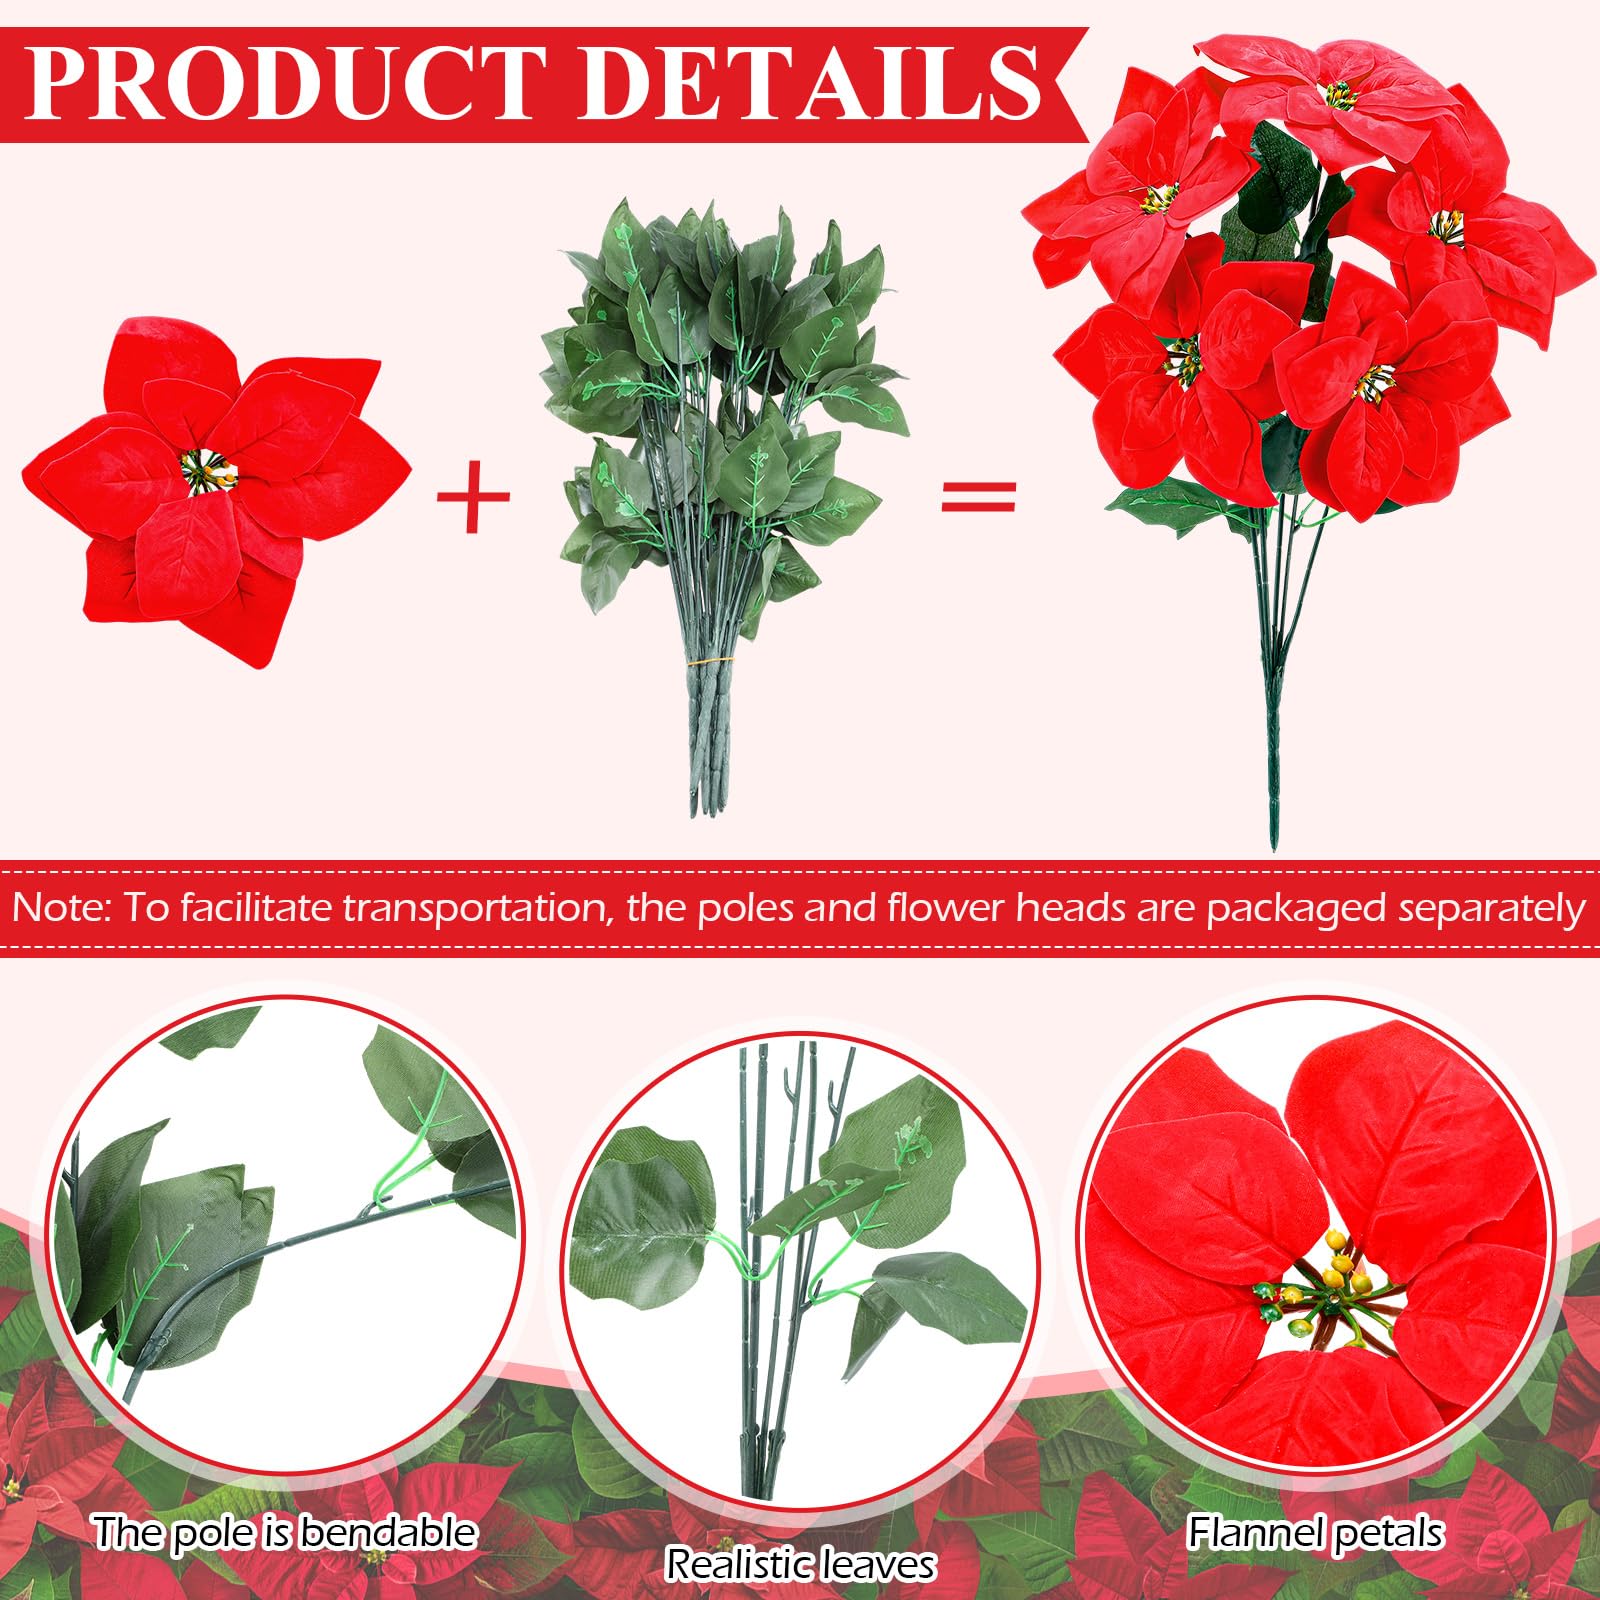 PRODUCT DETAILS
+
=
Note: To facilitate transportation, the poles and flower heads are packaged separately
The pole is bendable
Realistic leaves
Flannel petals